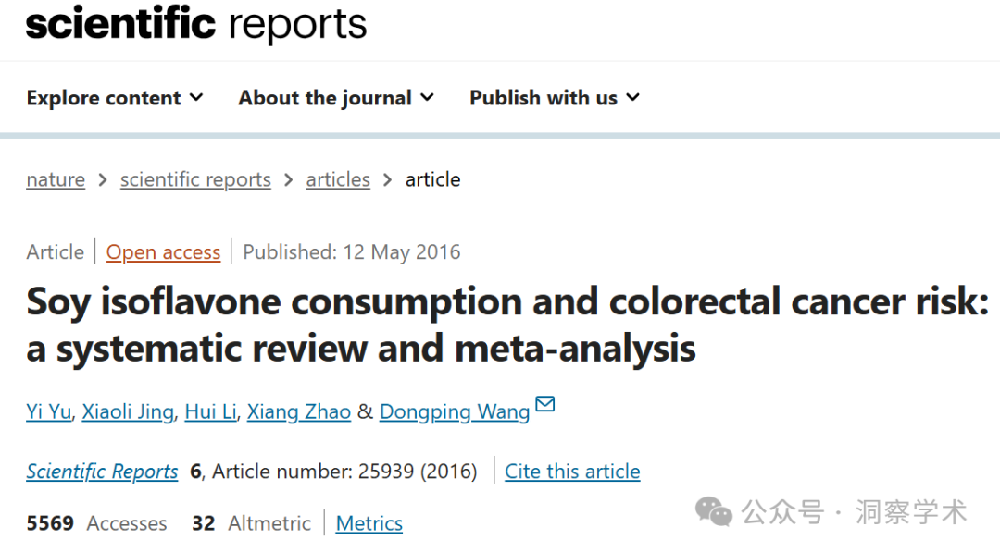 scientific reports
Explore content About the journal Publish with us
nature > scientific reports > articles > article
Article | Open access | Published: 12 May 2016
Soy isoflavone consumption and colorectal cancer risk:
a systematic review and meta-analysis
Yi Yu, Xiaoli Jing, Hui Li, Xiang Zhao & Dongping Wang
Scientific Reports 6, Article number: 25939 (2016) | Cite this article
5569 Accesses | 32 Altmetric | Metrics
公众号 · 洞察学术